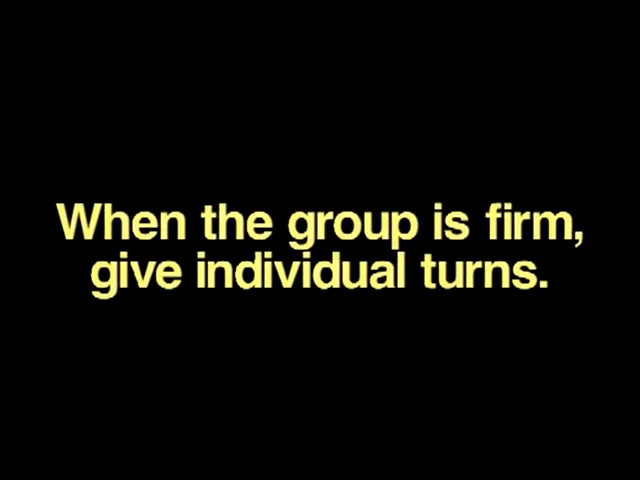 When the group is firm,
give individual turns.